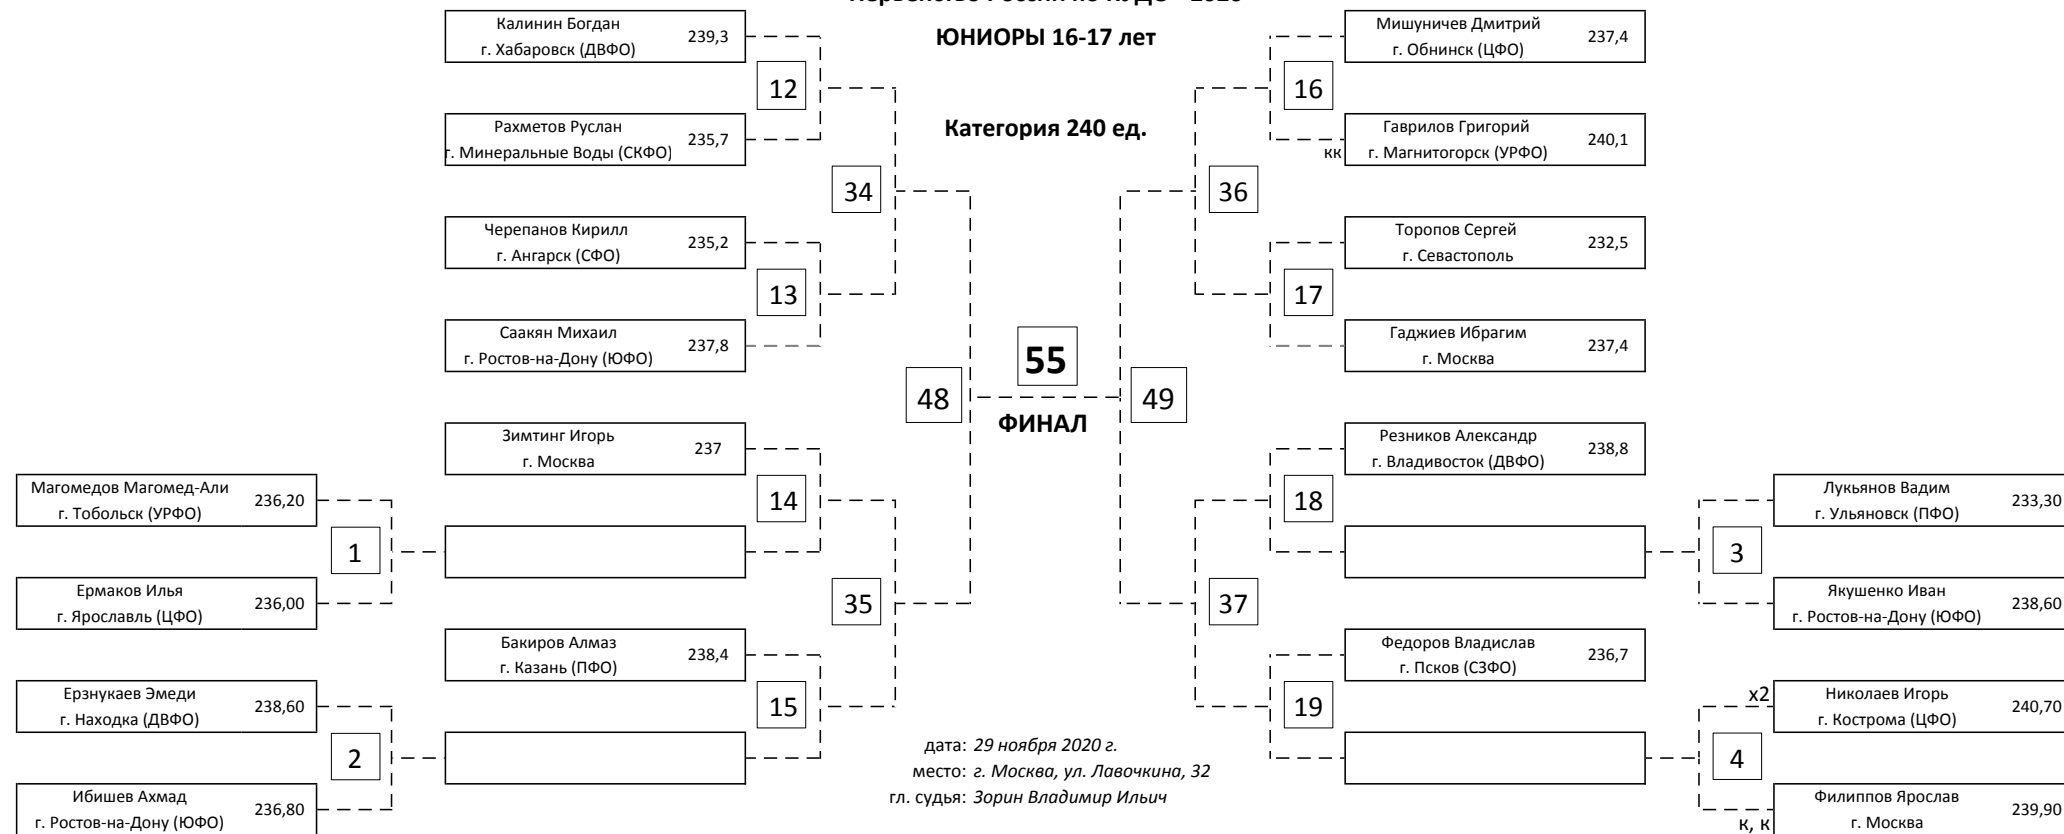 Калинин Богдан
г. Хабаровск (ДВФО)
239,3
12
Рахметов Руслан
г. Минеральные Воды (СКФО)
235,7
34
Черепанов Кирилл
г. Ангарск (СФО)
235,2
13
Саакян Михаил
г. Ростов-на-Дону (ЮФО)
237,8
48
Зимтинг Игорь
г. Москва
237
14
Магомедов Магомед-Али
г. Тобольск (УРФО)
236,20
1
Ермаков Илья
г. Ярославль (ЦФО)
236,00
35
Бакиров Алмаз
г. Казань (ПФО)
238,4
15
Ерзнукаев Эмеди
г. Находка (ДВФО)
238,60
2
Ибишев Ахмад
г. Ростов-на-Дону (ЮФО)
236,80
ЮНИОРЫ 16-17 лет
Категория 240 ед.
55
ФИНАЛ
дата: 29 ноября 2020 г.
место: г. Москва, ул. Лавочкина, 32
гл. судья: Зорин Владимир Ильич
Мишуничев Дмитрий
г. Обнинск (ЦФО)
237,4
16
кк
Гаврилов Григорий
г. Магнитогорск (УРФО)
240,1
36
Торопов Сергей
г. Севастополь
232,5
17
Гаджиев Ибрагим
г. Москва
237,4
49
Резников Александр
г. Владивосток (ДВФО)
238,8
18
Лукьянов Вадим
г. Ульяновск (ПФО)
233,30
3
Якушенко Иван
г. Ростов-на-Дону (ЮФО)
238,60
37
Федоров Владислав
г. Псков (СЗФО)
236,7
19
х2
Николаев Игорь
г. Кострома (ЦФО)
240,70
4
к, к
Филиппов Ярослав
г. Москва
239,90